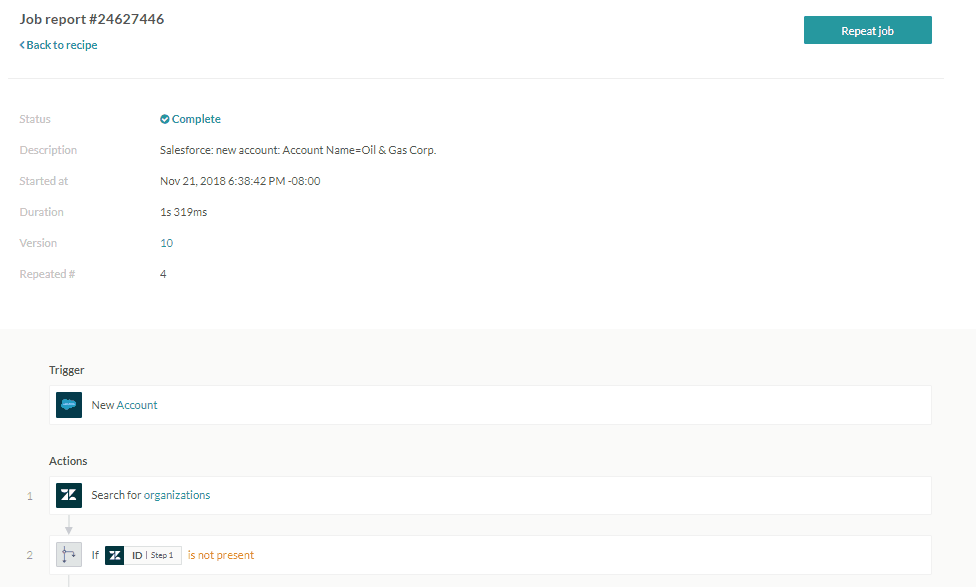 Job report #24627446
Back to recipe
Repeat job
Status Complete
Description Salesforce: new account: Account Name=Oil & Gas Corp.
Started at Nov 21, 2018 6:38:42 PM -08:00
Duration 1s 319ms
Version 10
Repeated # 4
Trigger
New Account
Actions
1 Search for organizations
2 If ID | Step 1 is not present